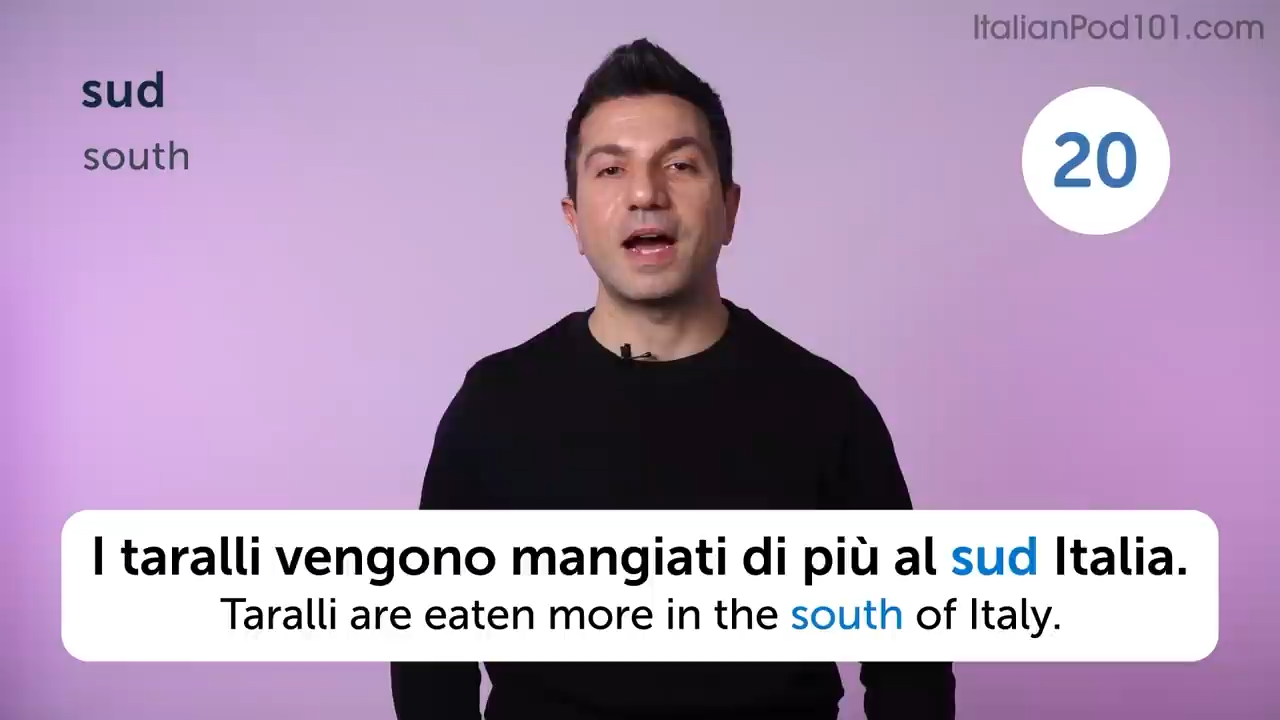 ItalianPod101.com
sud
south
20
I taralli vengono mangiati di più al sud Italia.
Taralli are eaten more in the south of Italy.